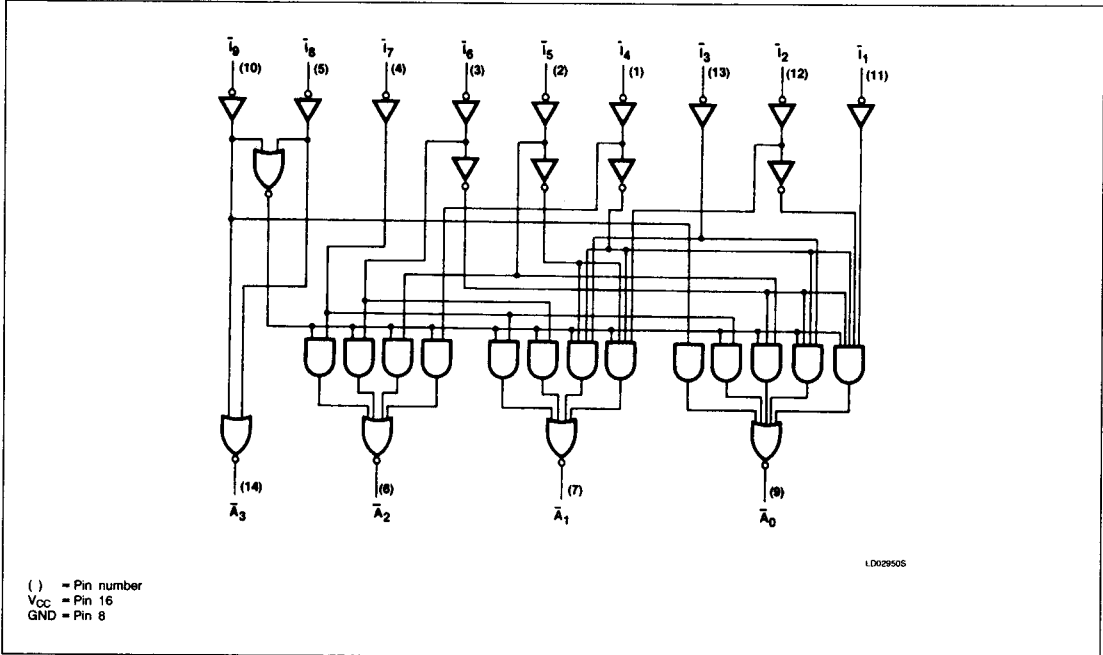 Ī9 Ī8 Ī7 Ī6 Ī5 Ī4 Ī3 Ī2 Ī1
(10) (5) (4) (3) (2) (1) (13) (12) (11)
(14) (6) (7) (9)
Ā3 Ā2 Ā1 Ā0
LD02950S
( ) = Pin number
VCC = Pin 16
GND = Pin 8